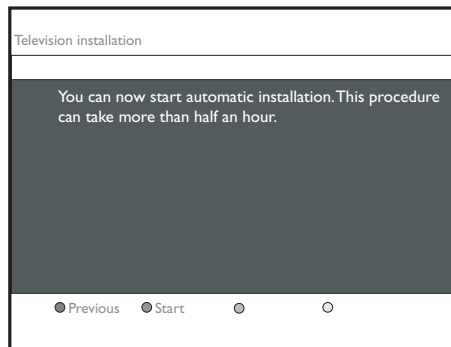 Television installation
You can now start automatic installation. This procedure
can take more than half an hour.
Previous Start